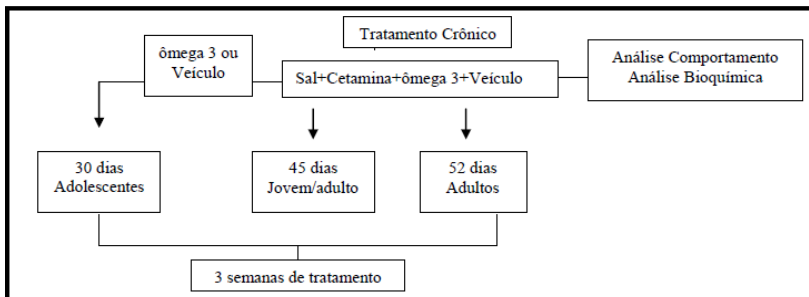 Tratamento Crônico
ômega 3 ou
Veículo
Sal+Cetamina+ômega 3+Veículo
Análise Comportamento
Análise Bioquímica
30 dias
Adolescentes
45 dias
Jovem/adulto
52 dias
Adultos
3 semanas de tratamento